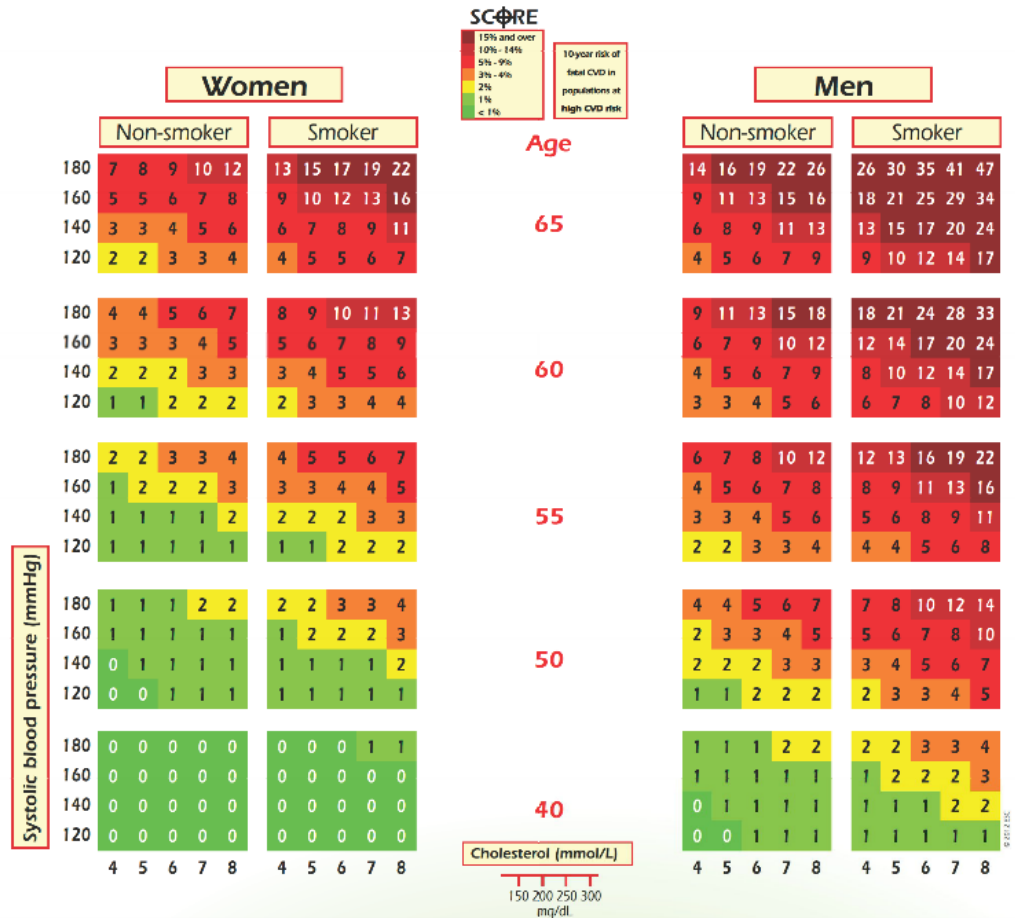 SCORE
15% and over
10% - 14%
5% - 9%
3% - 4%
2%
1%
< 1%
10-year risk of
fatal CVD in
populations at
high CVD risk
Women
Men
Non-smoker
Smoker
Age
Non-smoker
Smoker
180 7 8 9 10 12 13 15 17 19 22 14 16 19 22 26 26 30 35 41 47
160 5 5 6 7 8 9 10 12 13 16 9 11 13 15 16 18 21 25 29 34
65
140 3 3 4 5 6 6 7 8 9 11 6 8 9 11 13 13 15 17 20 24
120 2 2 3 3 4 4 5 5 6 7 4 5 6 7 9 9 10 12 14 17
180 4 4 5 6 7 8 9 10 11 13 9 11 13 15 18 18 21 24 28 33
160 3 3 3 4 5 5 6 7 8 9 6 7 9 10 12 12 14 17 20 24
60
140 2 2 2 3 3 3 4 5 5 6 4 5 6 7 9 8 10 12 14 17
120 1 1 2 2 2 2 3 3 4 4 3 3 4 5 6 6 7 8 10 12
180 2 2 3 3 4 4 5 5 6 7 6 7 8 10 12 12 13 16 19 22
160 1 2 2 2 3 3 3 4 4 5 4 5 6 7 8 8 9 11 13 16
55
140 1 1 1 1 2 2 2 2 3 3 3 3 4 5 6 5 6 8 9 11
120 1 1 1 1 1 1 1 2 2 2 2 2 3 3 4 4 4 5 6 8
180 1 1 1 2 2 2 2 3 3 4 4 4 5 6 7 7 8 10 12 14
160 1 1 1 1 1 1 2 2 2 3 2 3 3 4 5 5 6 7 8 10
50
140 0 1 1 1 1 1 1 1 1 2 2 2 2 3 3 3 4 5 6 7
120 0 0 1 1 1 1 1 1 1 1 1 1 2 2 2 2 3 3 4 5
180 0 0 0 0 0 0 0 0 1 1 1 1 1 2 2 2 2 3 3 4
160 0 0 0 0 0 0 0 0 0 0 1 1 1 1 1 1 2 2 2 3
40
140 0 0 0 0 0 0 0 0 0 0 0 1 1 1 1 1 1 1 2 2
120 0 0 0 0 0 0 0 0 0 0 0 0 1 1 1 1 1 1 1 1
4 5 6 7 8 4 5 6 7 8 4 5 6 7 8 4 5 6 7 8
Systolic blood pressure (mmHg)
Cholesterol (mmol/L)
150 200 250 300
mg/dL